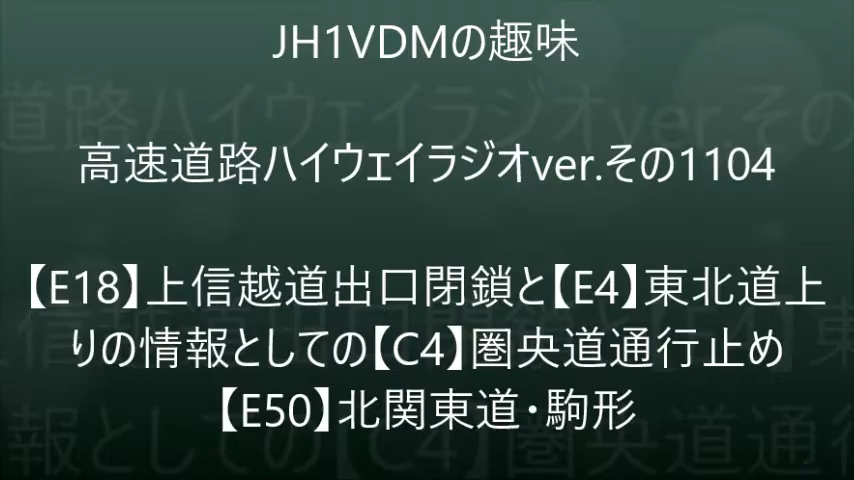 JH1VDMの趣味
高速道路ハイウェイラジオver.その1104
【E18】上信越道出口閉鎖と【E4】東北道上
りの情報としての【C4】圏央道通行止め
【E50】北関東道・駒形